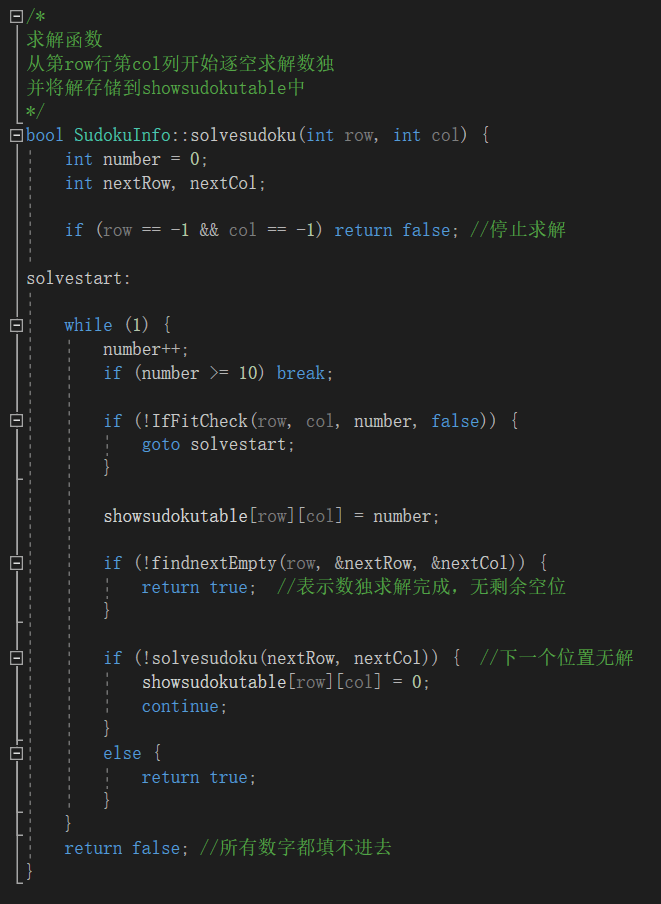 /*
求解函数
从第row行第col列开始逐空求解数独
并将解存储到showsudokutable中
*/
bool SudokuInfo::solvesudoku(int row, int col) {
    int number = 0;
    int nextRow, nextCol;

    if (row == -1 && col == -1) return false; //停止求解

solvestart:

    while (1) {
        number++;
        if (number >= 10) break;

        if (!IfFitCheck(row, col, number, false)) {
            goto solvestart;
        }

        showsudokutable[row][col] = number;

        if (!findnextEmpty(row, &nextRow, &nextCol)) {
            return true;  //表示数独求解完成，无剩余空位
        }

        if (!solvesudoku(nextRow, nextCol)) {  //下一个位置无解
            showsudokutable[row][col] = 0;
            continue;
        }
        else {
            return true;
        }
    }
    return false; //所有数字都填不进去
}